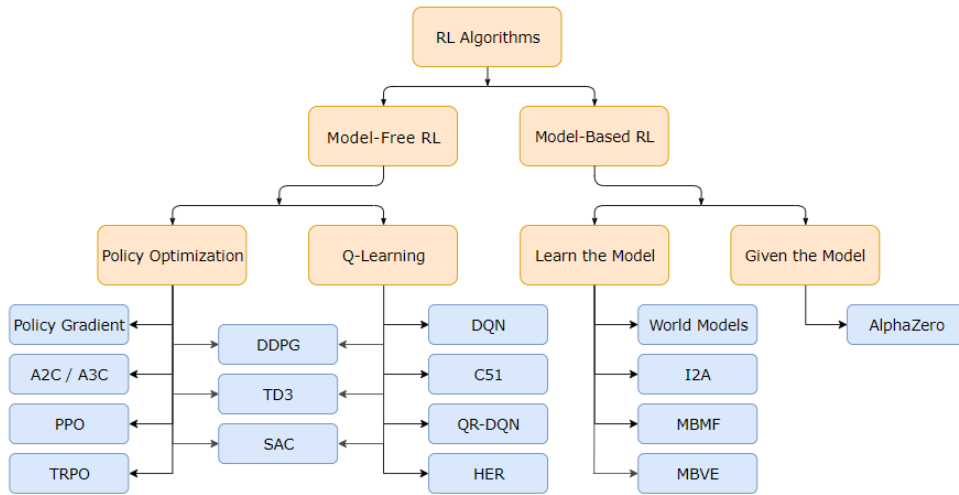 RL Algorithms
Model-Free RL
Model-Based RL
Policy Optimization
Q-Learning
Learn the Model
Given the Model
Policy Gradient
DDPG
DQN
World Models
AlphaZero
A2C / A3C
TD3
C51
I2A
PPO
SAC
QR-DQN
MBMF
TRPO
HER
MBVE